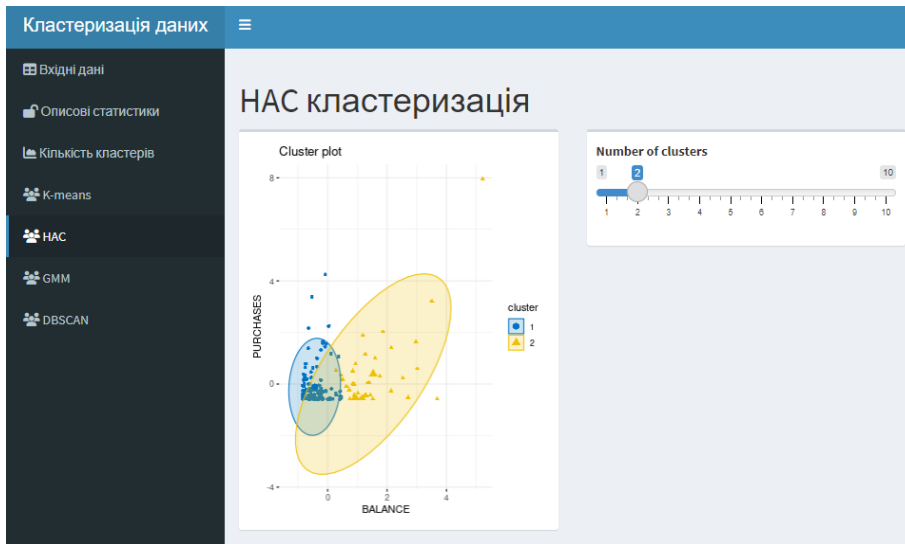 Кластеризація даних
Вхідні дані
Описові статистики
Кількість кластерів
K-means
HAC
GMM
DBSCAN
HAC кластеризація
Cluster plot
8
4
0
-4
PURCHASES
0
2
4
BALANCE
cluster
1
2
Number of clusters
1
2
10
1 2 3 4 5 6 7 8 9 10